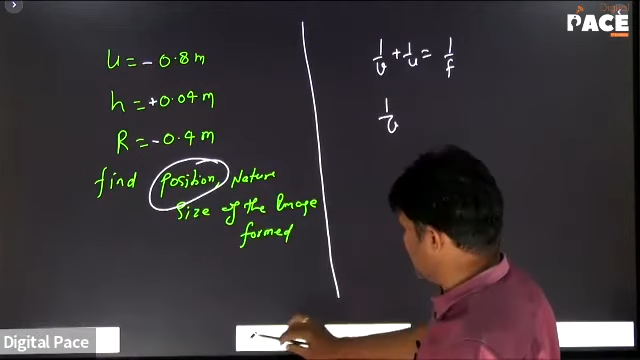 u = - 0.8 m
h = +0.04 m
R = - 0.4 m
find position, Nature
Size of the Image
formed
1/v + 1/u = 1/f
1/v
Digital
PACE
Digital Pace